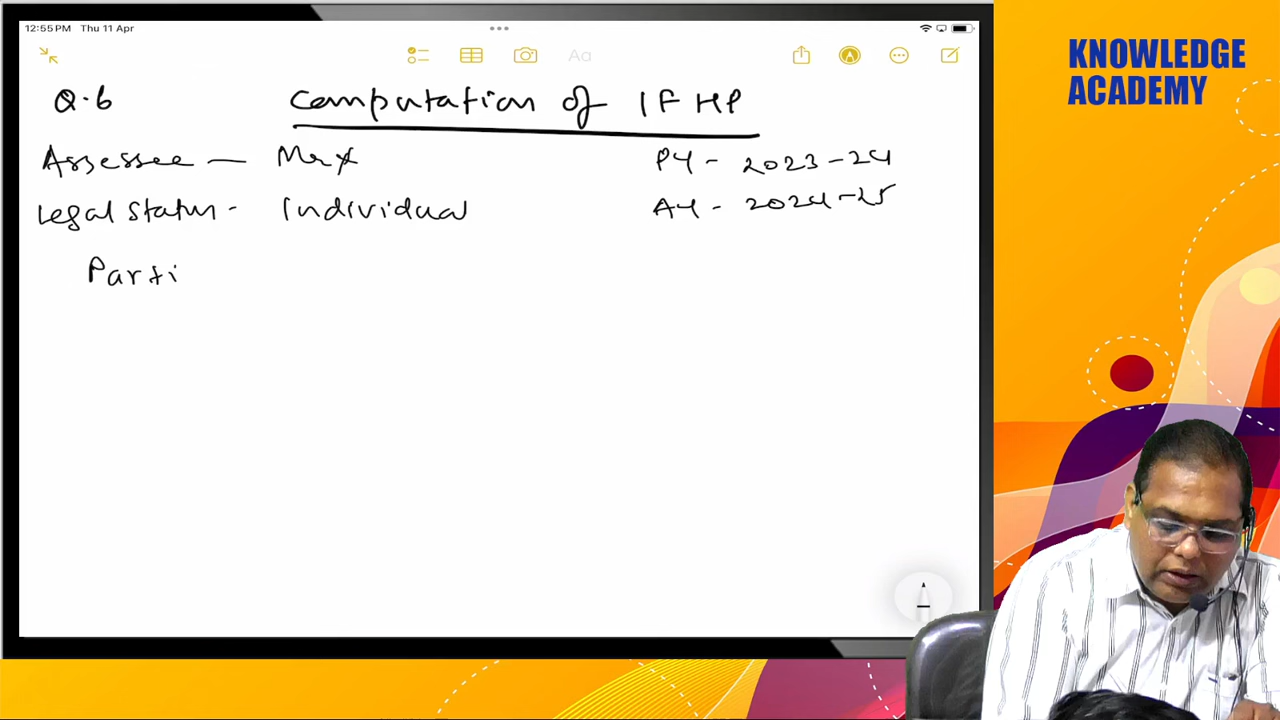 12:55 PM Thu 11 Apr
Aa
KNOWLEDGE
ACADEMY
Q.6 Computation of IFHP
Assessee — Mr X PY - 2023-24
Legal Status - Individual AY - 2024-25
Parti